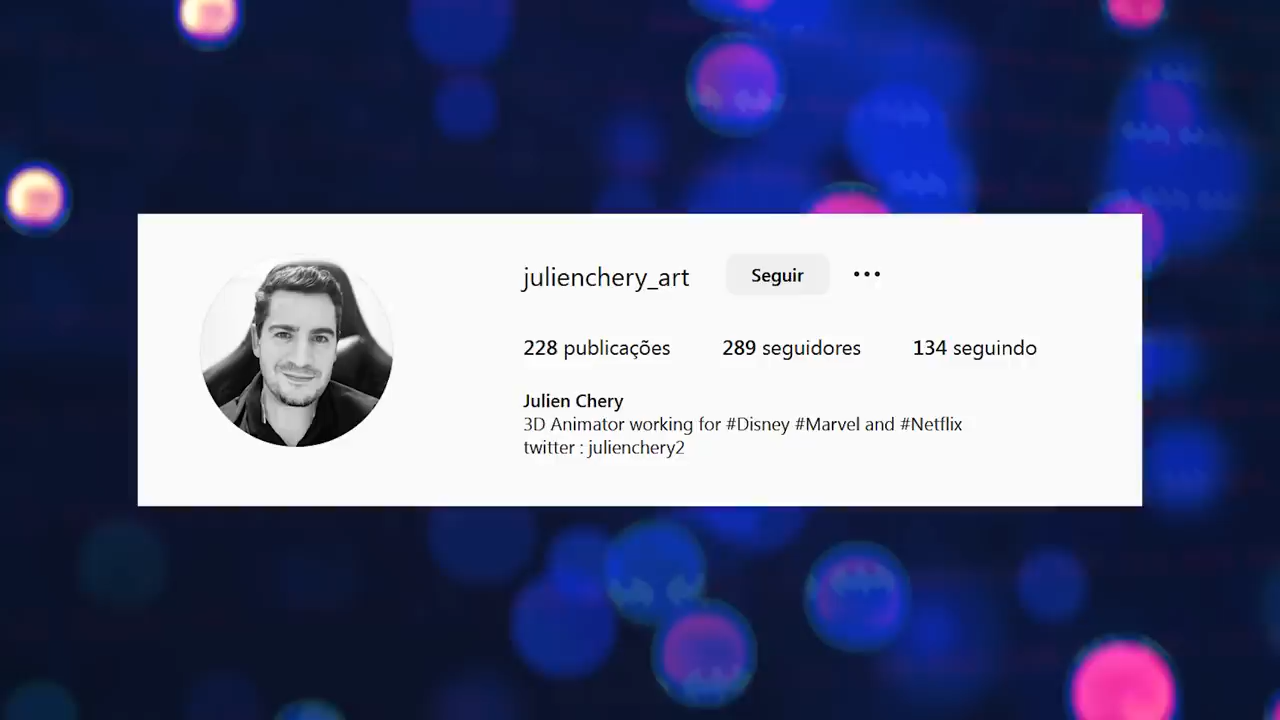 julienchery_art Seguir
228 publicações 289 seguidores 134 seguindo
Julien Chery
3D Animator working for #Disney #Marvel and #Netflix
twitter : julienchery2